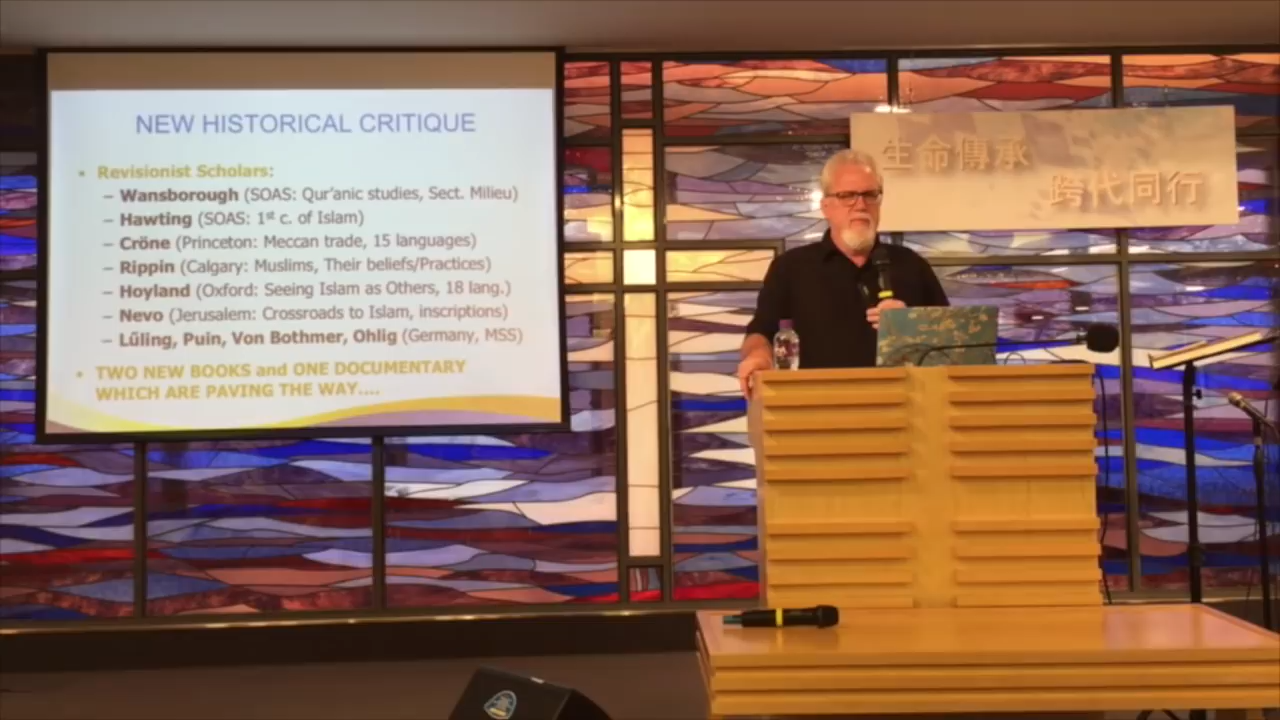 NEW HISTORICAL CRITIQUE
• Revisionist Scholars:
– Wansborough (SOAS: Qur'anic studies, Sect. Milieu)
– Hawting (SOAS: 1st c. of Islam)
– Cröne (Princeton: Meccan trade, 15 languages)
– Rippin (Calgary: Muslims, Their beliefs/Practices)
– Hoyland (Oxford: Seeing Islam as Others, 18 lang.)
– Nevo (Jerusalem: Crossroads to Islam, inscriptions)
– Lűling, Puin, Von Bothmer, Ohlig (Germany, MSS)
• TWO NEW BOOKS and ONE DOCUMENTARY
WHICH ARE PAVING THE WAY....
生命傳承
跨代同行